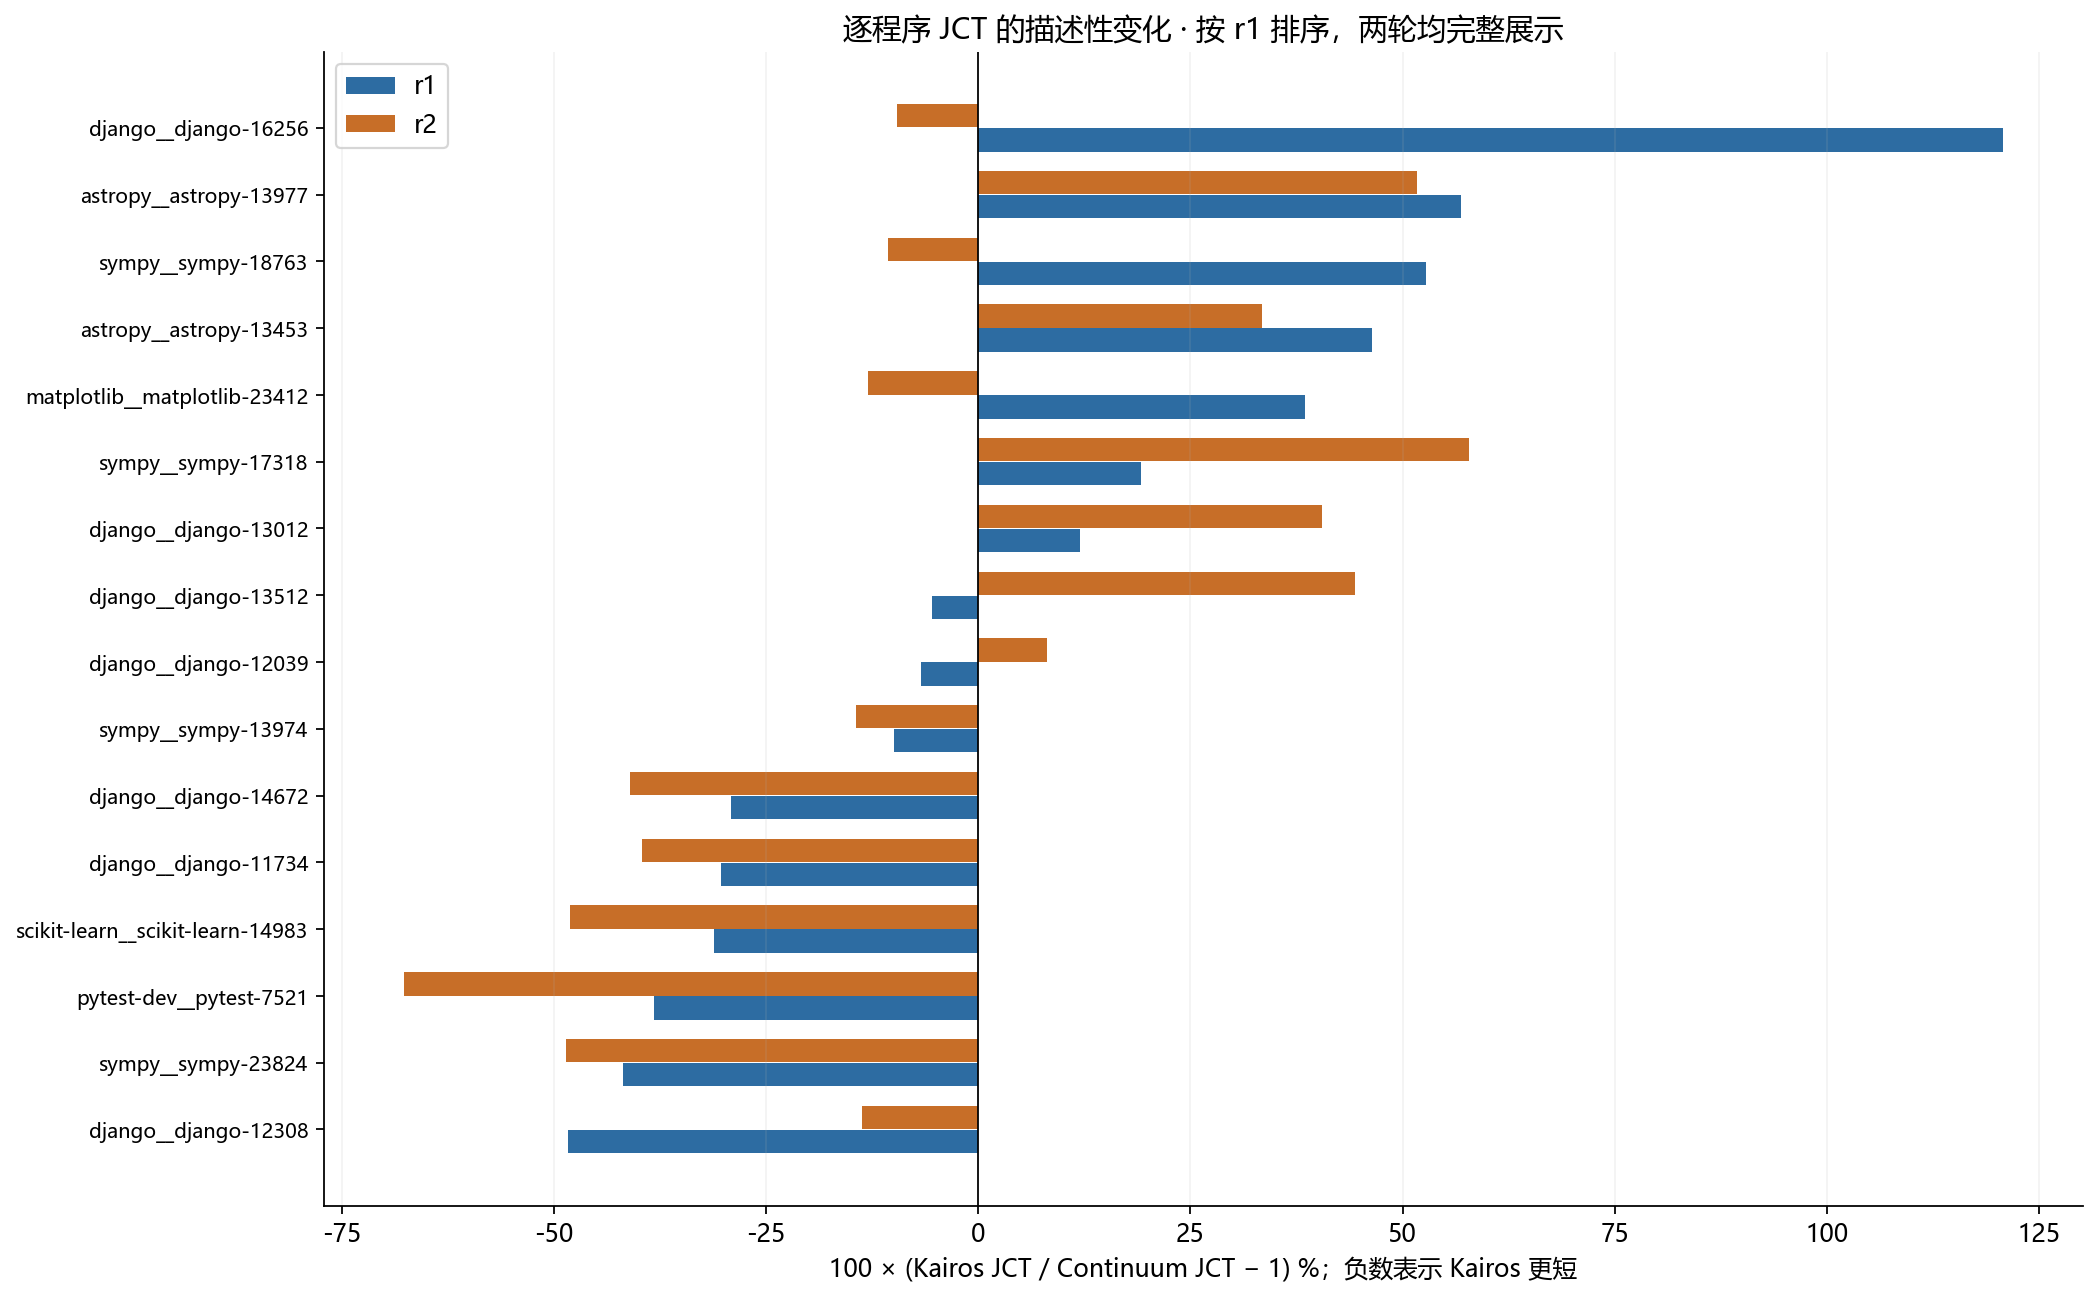 逐程序 JCT 的描述性变化 · 按 r1 排序，两轮均完整展示
r1
r2
django__django-16256
astropy__astropy-13977
sympy__sympy-18763
astropy__astropy-13453
matplotlib__matplotlib-23412
sympy__sympy-17318
django__django-13012
django__django-13512
django__django-12039
sympy__sympy-13974
django__django-14672
django__django-11734
scikit-learn__scikit-learn-14983
pytest-dev__pytest-7521
sympy__sympy-23824
django__django-12308
-75 -50 -25 0 25 50 75 100 125
100 × (Kairos JCT / Continuum JCT − 1) %；负数表示 Kairos 更短